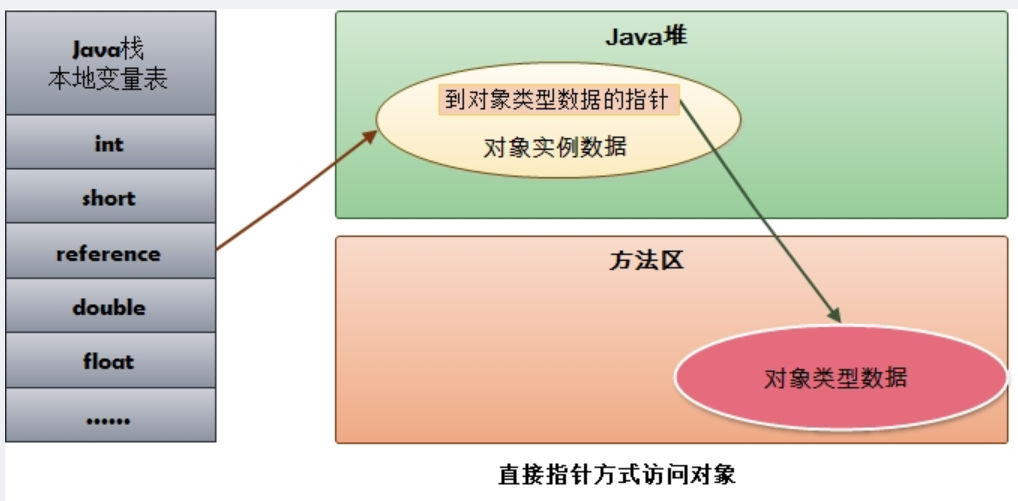 Java栈
本地变量表
int
short
reference
double
float
......
Java堆
到对象类型数据的指针
对象实例数据
方法区
对象类型数据
直接指针方式访问对象